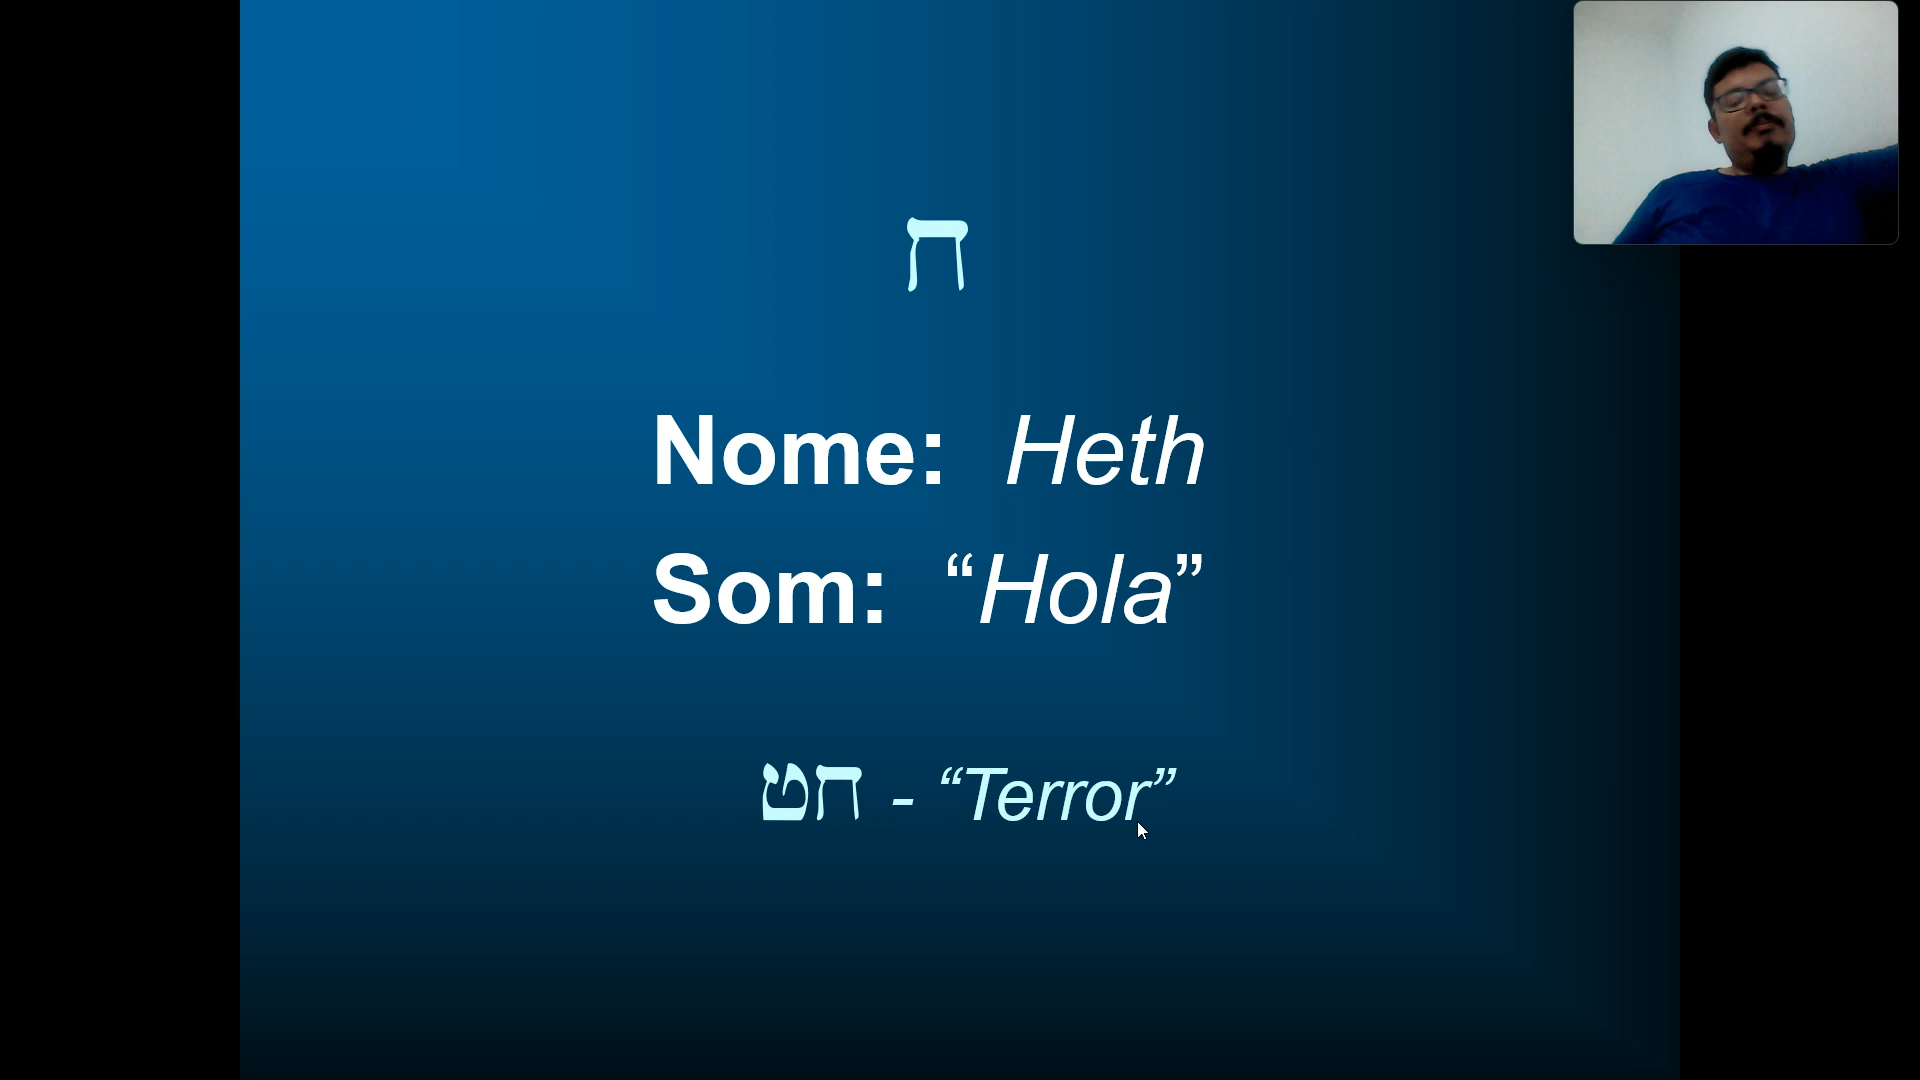 ח
Nome: Heth
Som: “Hola”
חט - “Terror”